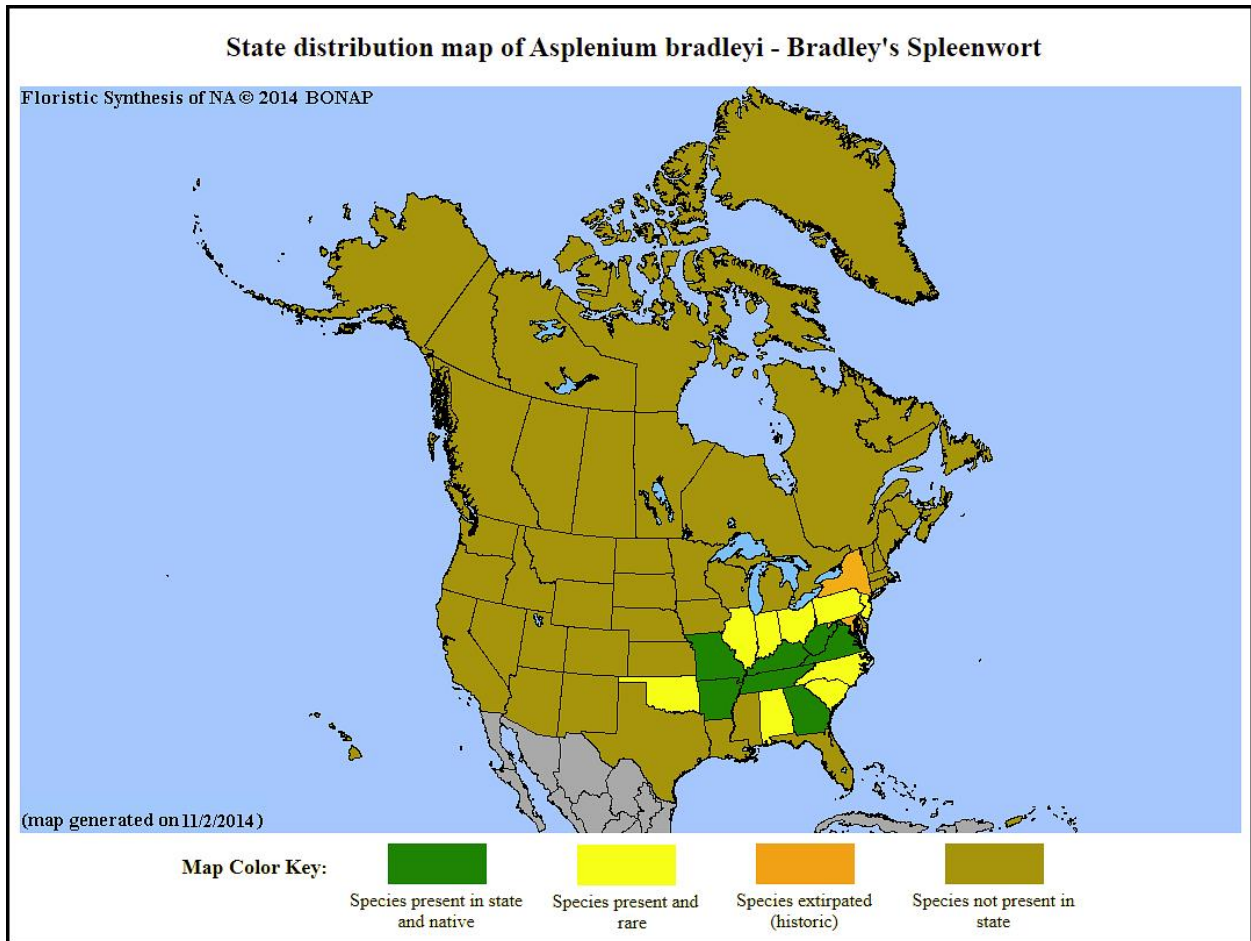 State distribution map of Asplenium bradleyi - Bradley's Spleenwort
Floristic Synthesis of NA © 2014 BONAP
(map generated on 11/2/2014)
Map Color Key:
Species present in state
and native
Species present and
rare
Species extirpated
(historic)
Species not present in
state